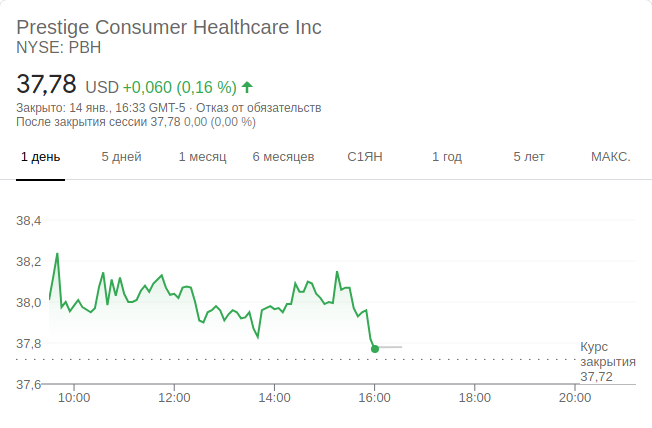 Prestige Consumer Healthcare Inc
NYSE: PBH
37,78 USD +0,060 (0,16 %)
Закрыто: 14 янв., 16:33 GMT-5 · Отказ от обязательств
После закрытия сессии 37,78 0,00 (0,00 %)
1 день 5 дней 1 месяц 6 месяцев С1ЯН 1 год 5 лет МАКС.
38,4
38,2
38,0
37,8
37,6
Курс
закрытия
37,72
10:00 12:00 14:00 16:00 18:00 20:00